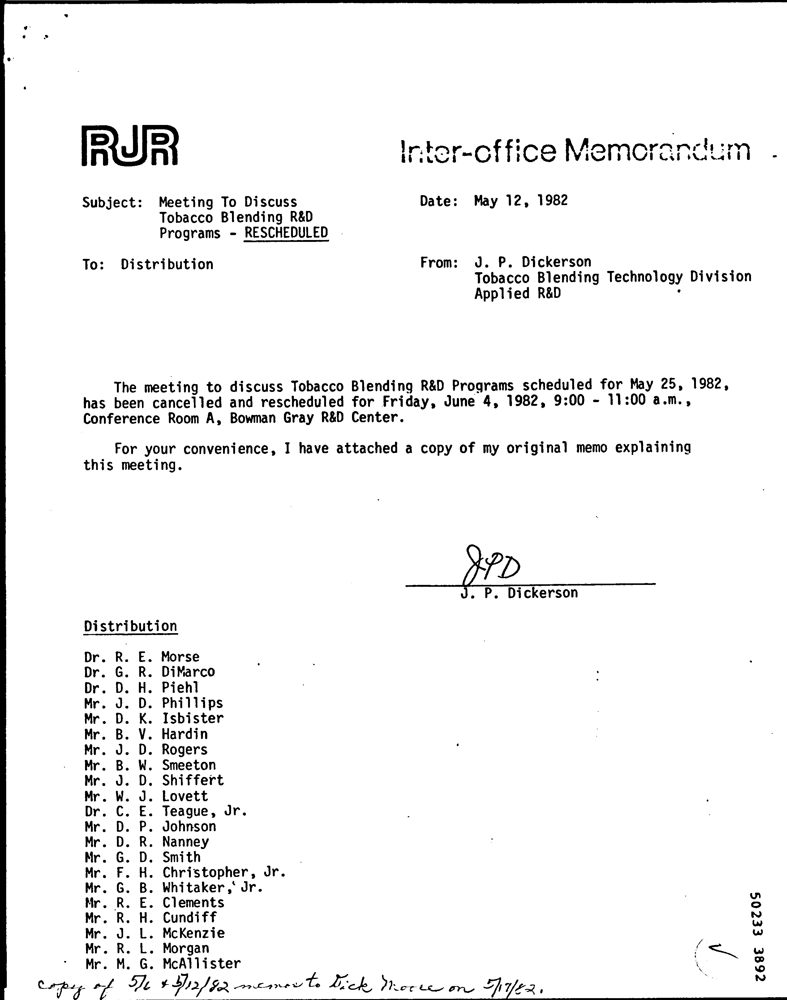 RJR
Inter-office Memorandum
Subject: Meeting To Discuss
Tobacco Blending R&D
Programs - RESCHEDULED
Date: May 12, 1982
To: Distribution
From: J. P. Dickerson
Tobacco Blending Technology Division
Applied R&D
The meeting to discuss Tobacco Blending R&D Programs scheduled for May 25, 1982,
has been cancelled and rescheduled for Friday, June 4, 1982, 9:00 - 11:00 a.m.,
Conference Room A, Bowman Gray R&D Center.
For your convenience, I have attached a copy of my original memo explaining
this meeting.
JPD
J. P. Dickerson
Distribution
Dr. R. E. Morse
Dr. G. R. DiMarco
Dr. D. H. Piehl
Mr. J. D. Phillips
Mr. D. K. Isbister
Mr. B. V. Hardin
Mr. J. D. Rogers
Mr. B. W. Smeeton
Mr. J. D. Shiffert
Mr. W. J. Lovett
Dr. C. E. Teague, Jr.
Mr. D. P. Johnson
Mr. D. R. Nanney
Mr. G. D. Smith
Mr. F. H. Christopher, Jr.
Mr. G. B. Whitaker, Jr.
Mr. R. E. Clements
Mr. R. H. Cundiff
Mr. J. L. McKenzie
Mr. R. L. Morgan
Mr. M. G. McAllister
copy of 5/6 + 5/12/82 memos to Dick Moore on 5/17/82.
50233 3892